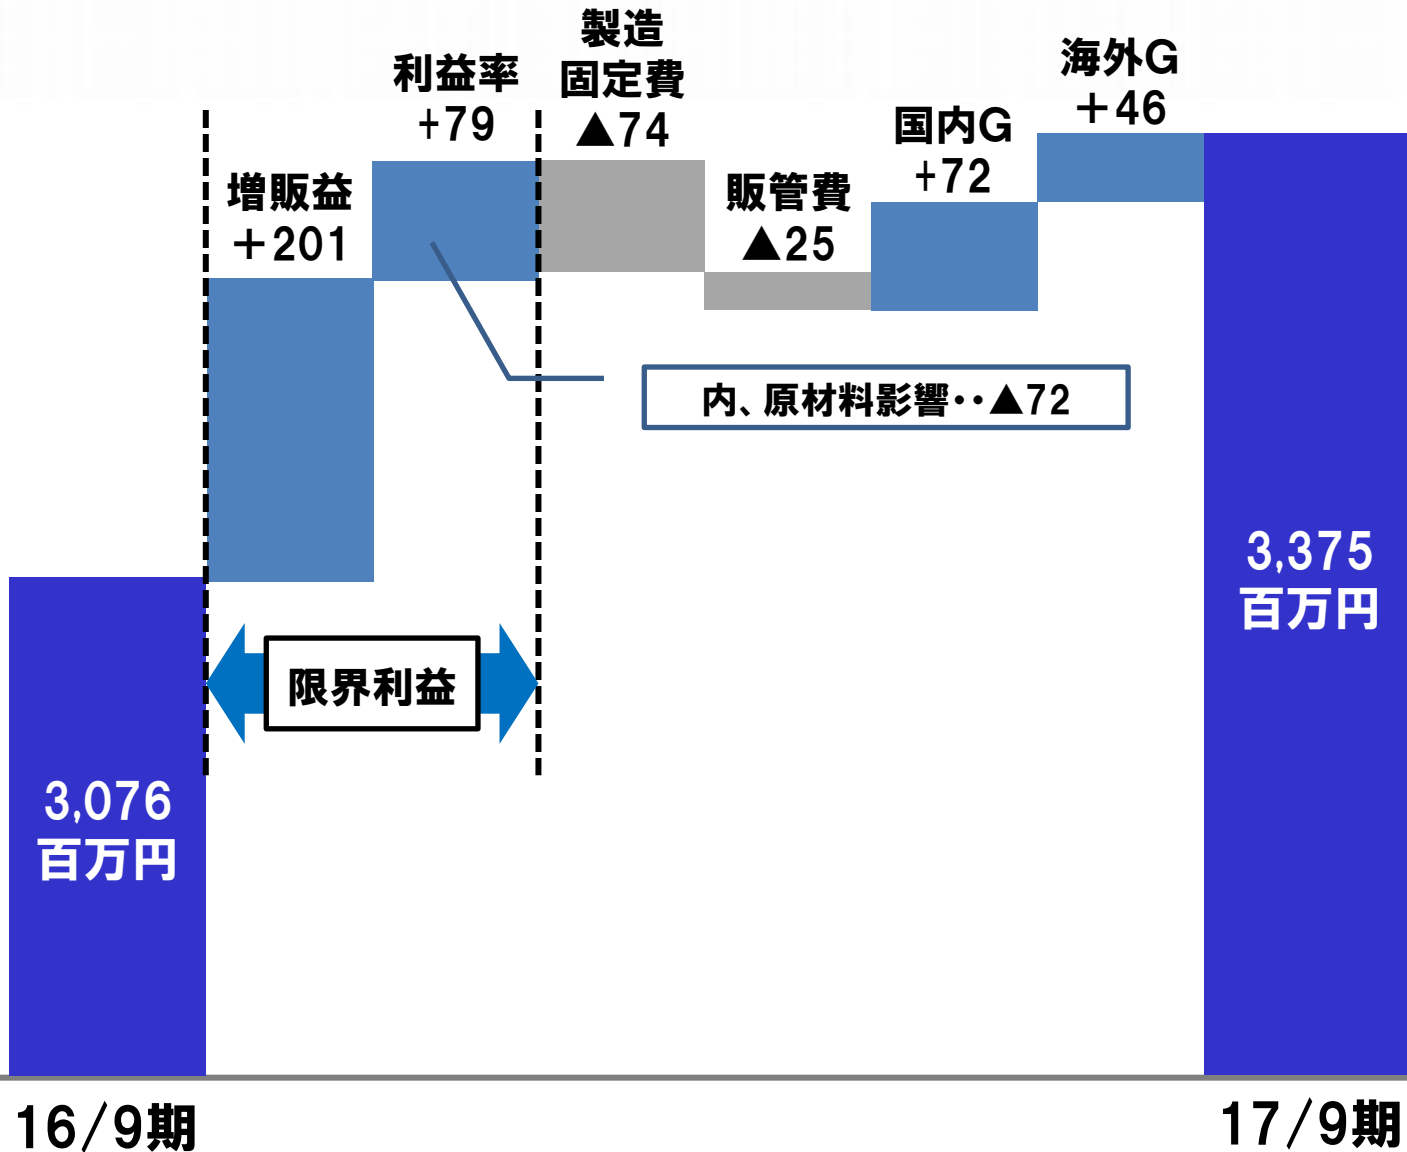 製造
固定費
▲74
利益率
+79
海外G
＋46
国内G
+72
増販益
＋201
販管費
▲25
内、原材料影響・・▲72
3,375
百万円
限界利益
3,076
百万円
16/9期
17/9期